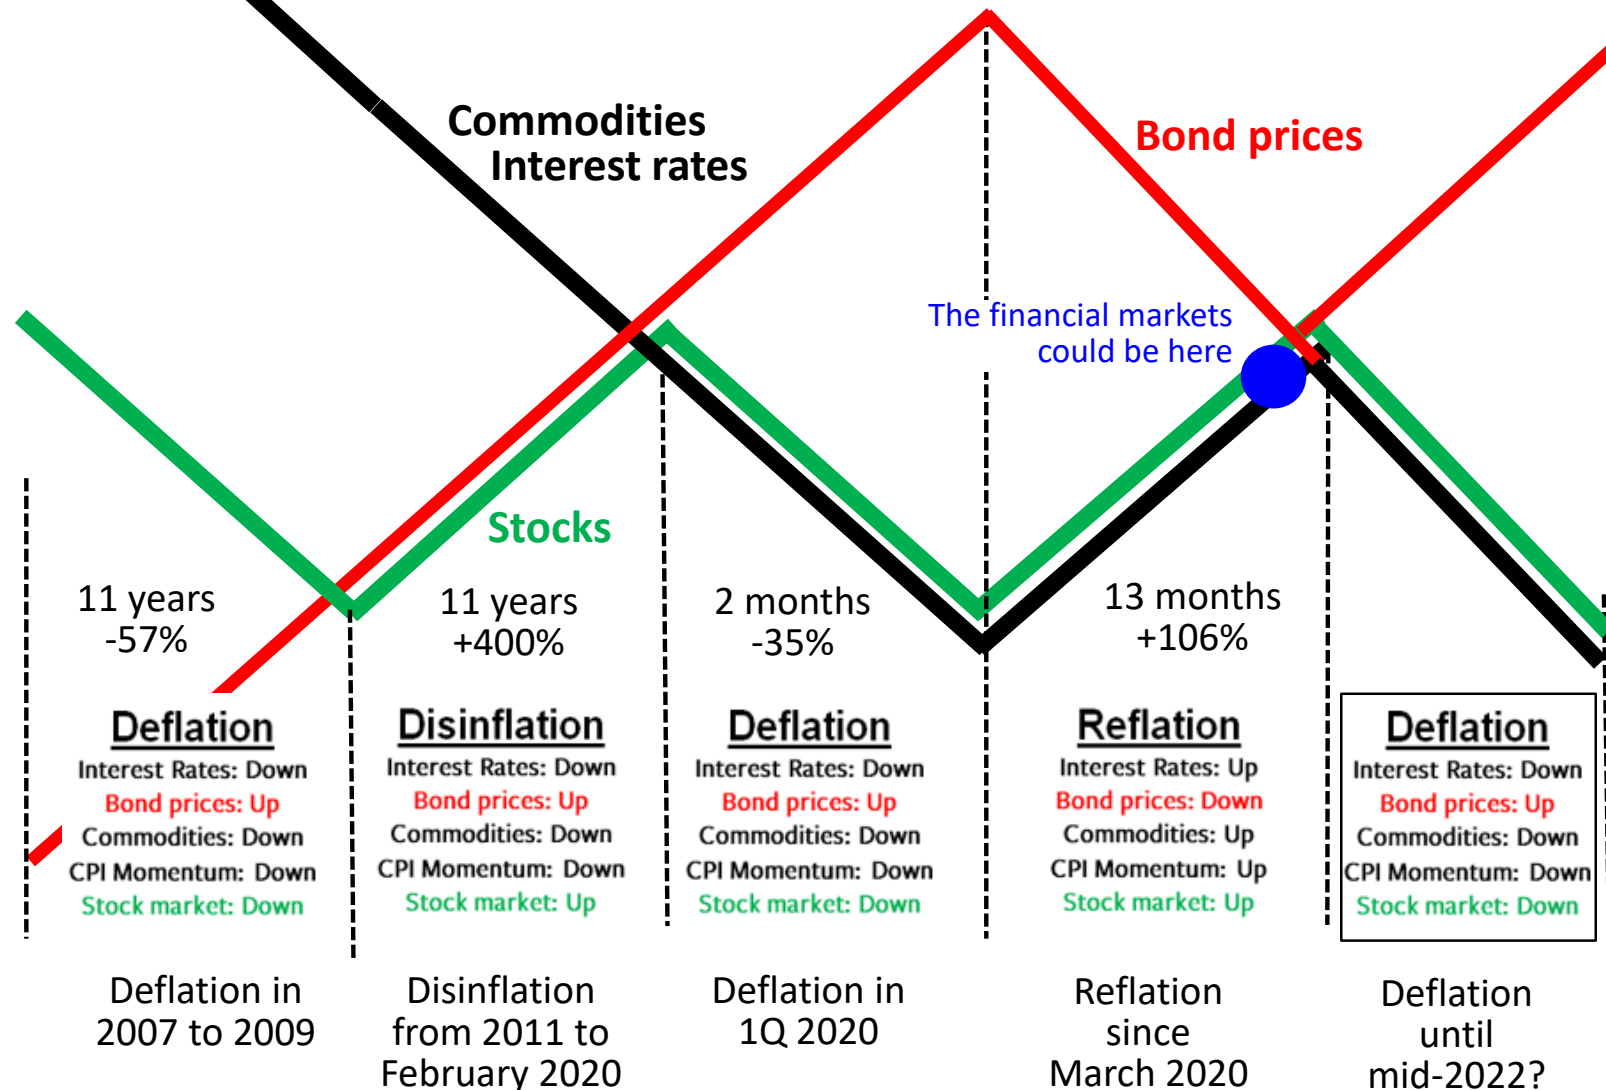 Commodities
Interest rates
Bond prices
The financial markets
could be here
Stocks
11 years
-57%
11 years
+400%
2 months
-35%
13 months
+106%
Deflation
Interest Rates: Down
Bond prices: Up
Commodities: Down
CPI Momentum: Down
Stock market: Down
Disinflation
Interest Rates: Down
Bond prices: Up
Commodities: Down
CPI Momentum: Down
Stock market: Up
Deflation
Interest Rates: Down
Bond prices: Up
Commodities: Down
CPI Momentum: Down
Stock market: Down
Reflation
Interest Rates: Up
Bond prices: Down
Commodities: Up
CPI Momentum: Up
Stock market: Up
Deflation
Interest Rates: Down
Bond prices: Up
Commodities: Down
CPI Momentum: Down
Stock market: Down
Deflation in
2007 to 2009
Disinflation
from 2011 to
February 2020
Deflation in
1Q 2020
Reflation
since
March 2020
Deflation
until
mid-2022?